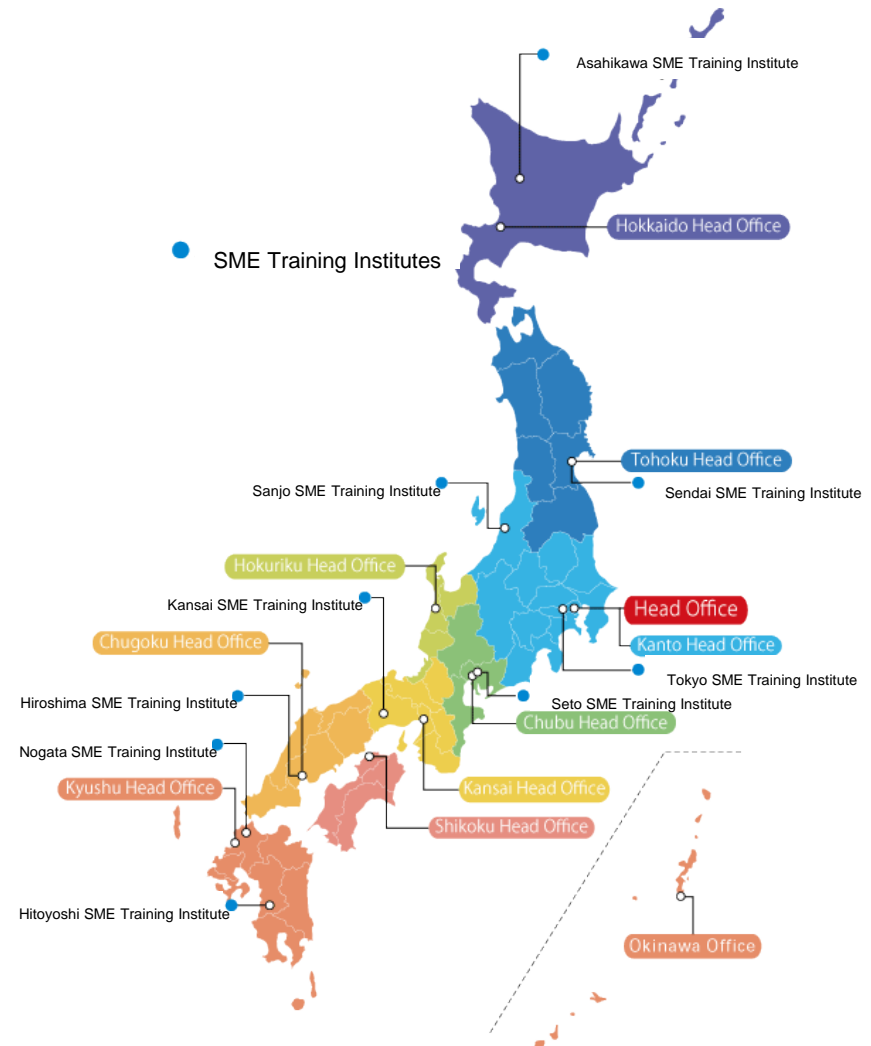 Asahikawa SME Training Institute
Hokkaido Head Office
SME Training Institutes
Tohoku Head Office
Sanjo SME Training Institute
Sendai SME Training Institute
Hokuriku Head Office
Kansai SME Training Institute
Head Office
Chugoku Head Office
Kanto Head Office
Tokyo SME Training Institute
Hiroshima SME Training Institute
Seto SME Training Institute
Chubu Head Office
Nogata SME Training Institute
Kyushu Head Office
Kansai Head Office
Shikoku Head Office
Hitoyoshi SME Training Institute
Okinawa Office